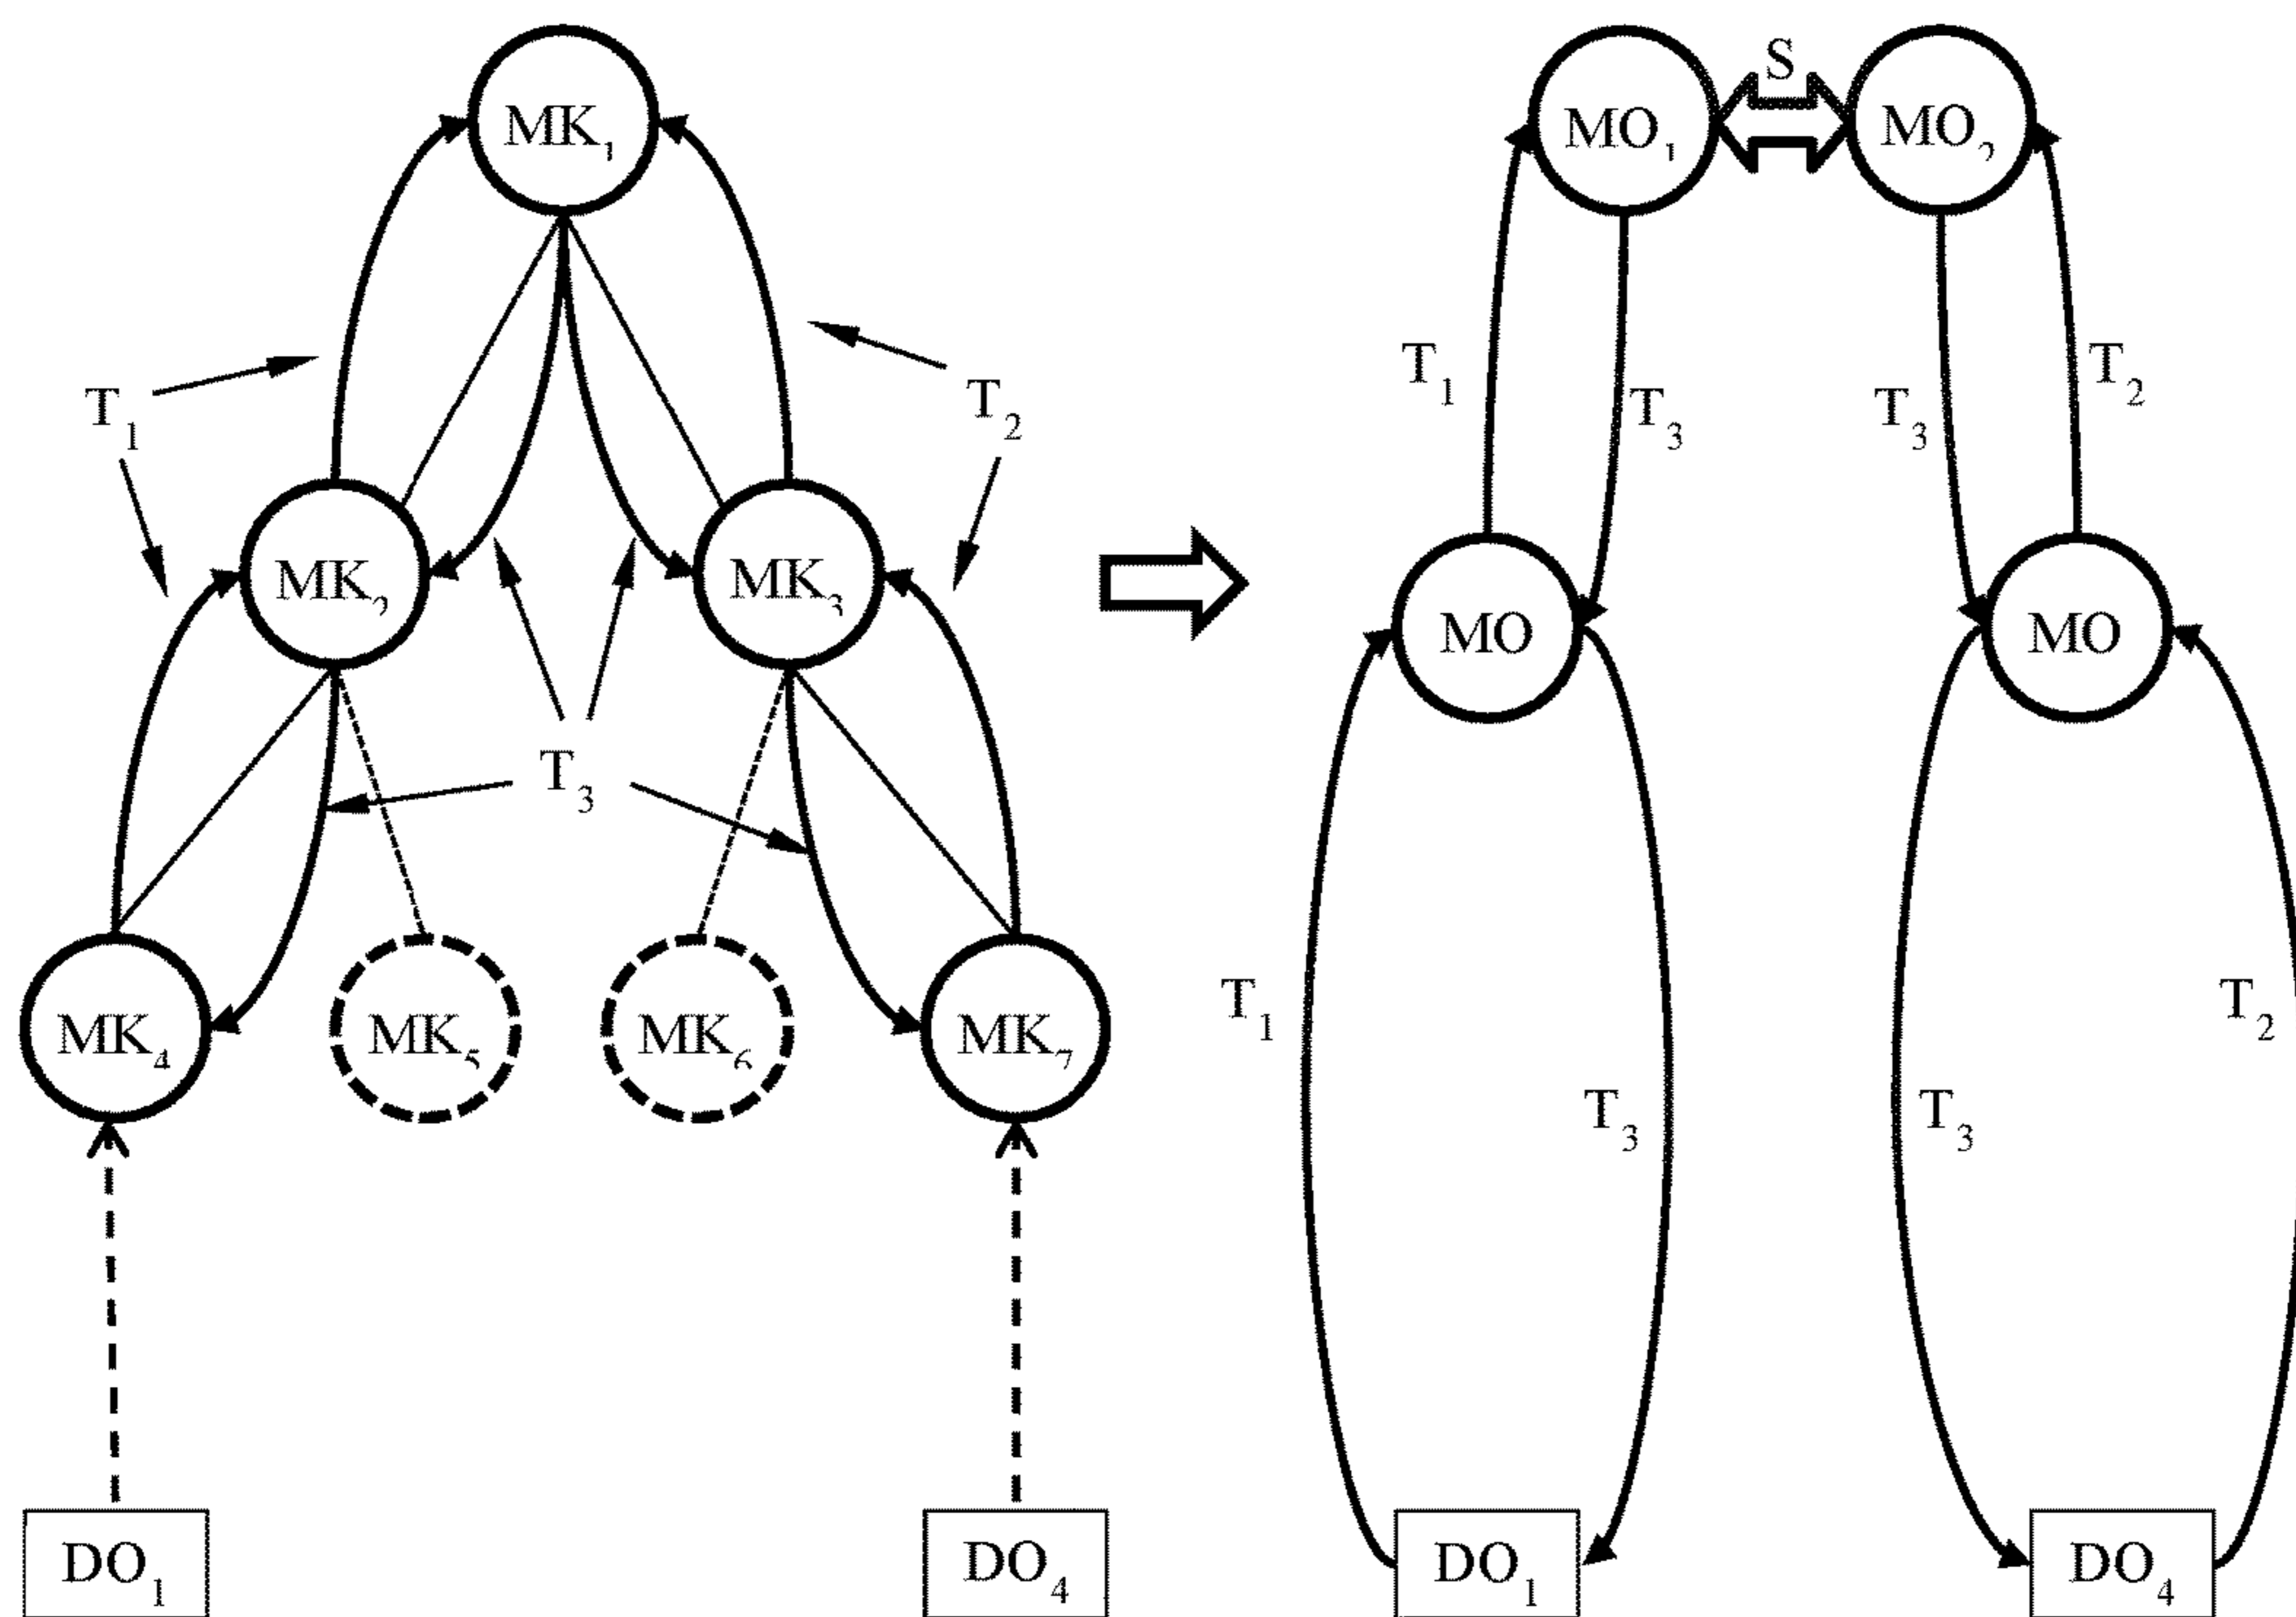 MK₁
MO₁
S
MO₂
T₁
T₂
T₁
T₃
T₃
T₂
MK₂
MK₃
MO
MO
T₃
MK₄
MK₅
MK₆
MK₇
T₁
T₃
T₃
T₂
DO₁
DO₄
DO₁
DO₄